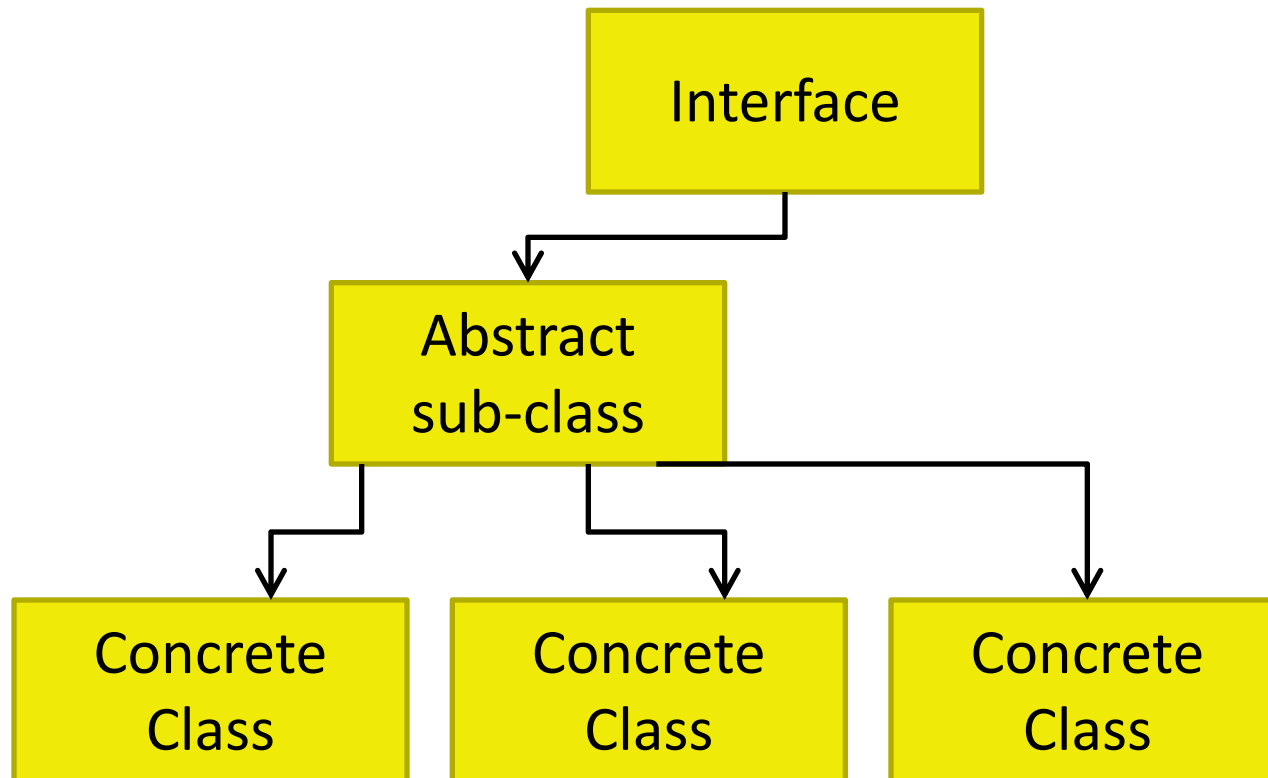 Interface
Abstract
sub-class
Concrete
Class
Concrete
Class
Concrete
Class